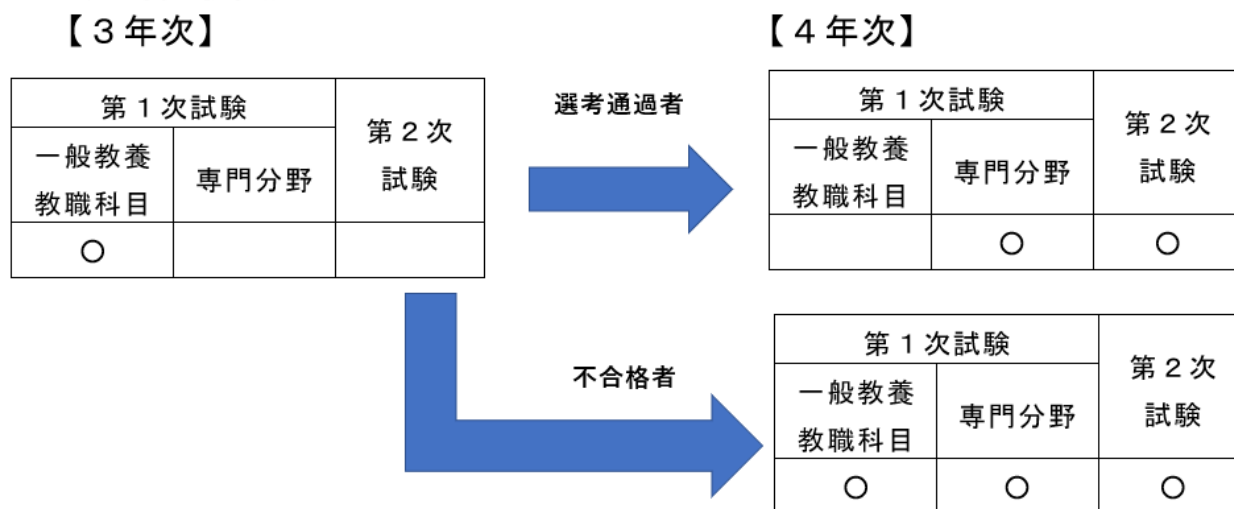 【３年次】
第１次試験
第２次
試験
一般教養
教職科目
専門分野
〇
選考通過者
不合格者
【４年次】
第１次試験
第２次
試験
一般教養
教職科目
専門分野
〇
〇
第１次試験
第２次
試験
一般教養
教職科目
専門分野
〇
〇
〇